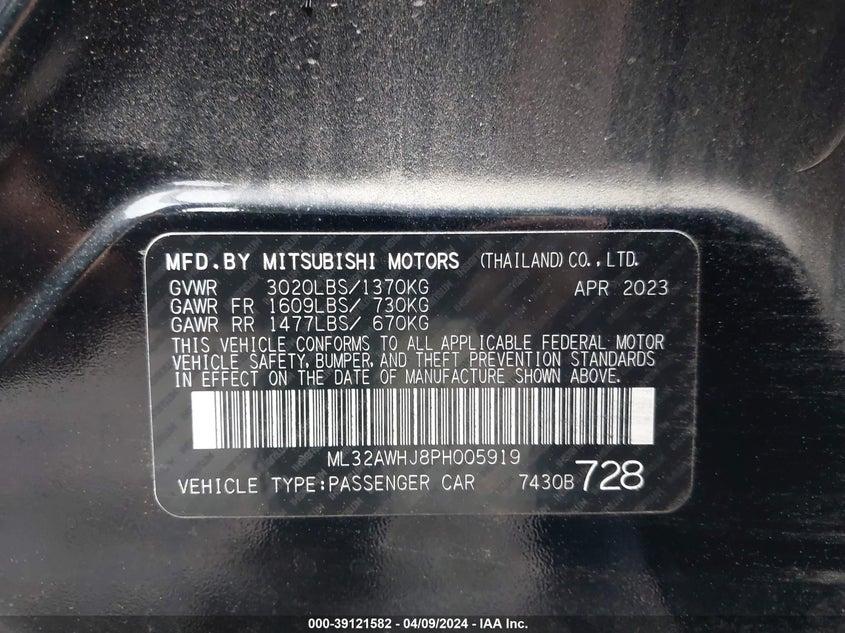 MFD.BY MITSUBISHI MOTORS (THAILAND)CO.,LTD.
GVWR 3020LBS/1370KG APR 2023
GAWR FR 1609LBS/ 730KG
GAWR RR 1477LBS/ 670KG
THIS VEHICLE CONFORMS TO ALL APPLICABLE FEDERAL MOTOR
VEHICLE SAFETY, BUMPER, AND THEFT PREVENTION STANDARDS
IN EFFECT ON THE DATE OF MANUFACTURE SHOWN ABOVE.
ML32AWHJ8PH005919
VEHICLE TYPE:PASSENGER CAR 7430B 728
000-39121582 - 04/09/2024 - IAA Inc.